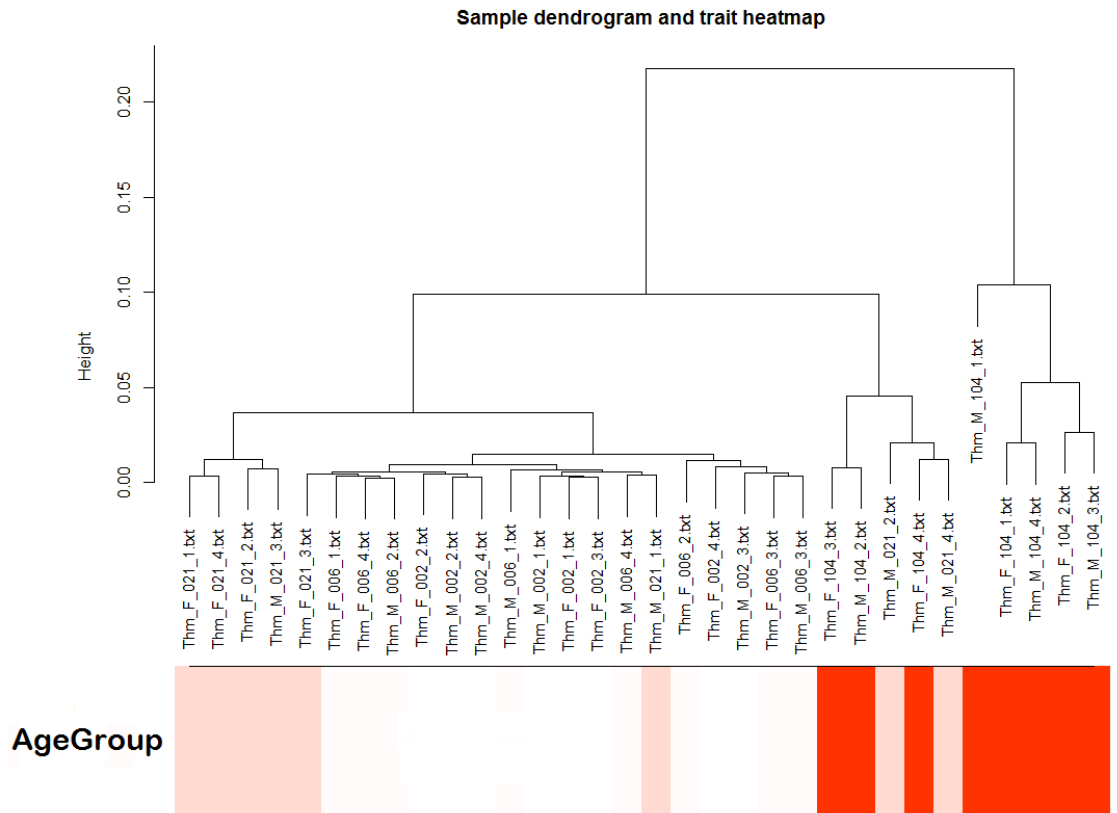 Sample dendrogram and trait heatmap
Height
0.20
0.15
0.10
0.05
0.00
Thm_F_021_1.txt
Thm_F_021_4.txt
Thm_F_021_2.txt
Thm_M_021_3.txt
Thm_F_021_3.txt
Thm_F_006_1.txt
Thm_F_006_4.txt
Thm_M_006_2.txt
Thm_F_002_2.txt
Thm_M_002_2.txt
Thm_M_002_4.txt
Thm_M_006_1.txt
Thm_M_002_1.txt
Thm_F_002_1.txt
Thm_F_002_3.txt
Thm_M_006_4.txt
Thm_M_021_1.txt
Thm_F_006_2.txt
Thm_F_002_4.txt
Thm_M_002_3.txt
Thm_F_006_3.txt
Thm_M_006_3.txt
Thm_F_104_3.txt
Thm_M_104_2.txt
Thm_M_021_2.txt
Thm_F_104_4.txt
Thm_M_021_4.txt
Thm_M_104_1.txt
Thm_F_104_1.txt
Thm_M_104_4.txt
Thm_F_104_2.txt
Thm_M_104_3.txt
AgeGroup